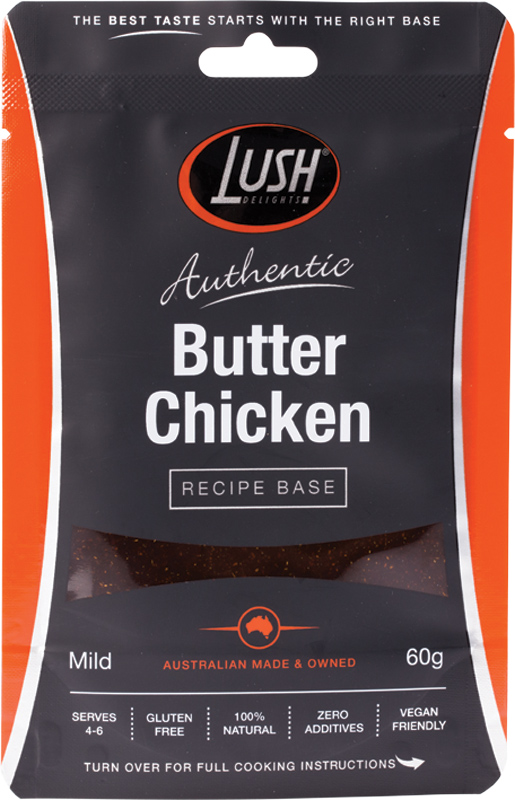 THE BEST TASTE STARTS WITH THE RIGHT BASE
LUSH®
DELIGHTS
Authentic
Butter
Chicken
RECIPE BASE
Mild
AUSTRALIAN MADE & OWNED
60g
SERVES
4-6
GLUTEN
FREE
100%
NATURAL
ZERO
ADDITIVES
VEGAN
FRIENDLY
TURN OVER FOR FULL COOKING INSTRUCTIONS